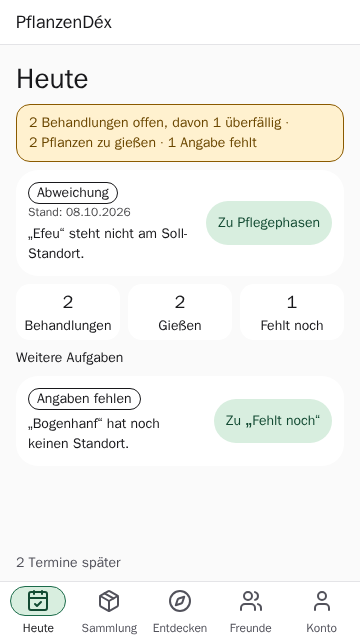 PflanzenDéx
Heute
2 Behandlungen offen, davon 1 überfällig ·
2 Pflanzen zu gießen · 1 Angabe fehlt
Abweichung
Stand: 08.10.2026
„Efeu“ steht nicht am Soll-
Standort.
Zu Pflegephasen
2
Behandlungen
2
Gießen
1
Fehlt noch
Weitere Aufgaben
Angaben fehlen
„Bogenhanf“ hat noch
keinen Standort.
Zu „Fehlt noch“
2 Termine später
Heute
Sammlung
Entdecken
Freunde
Konto